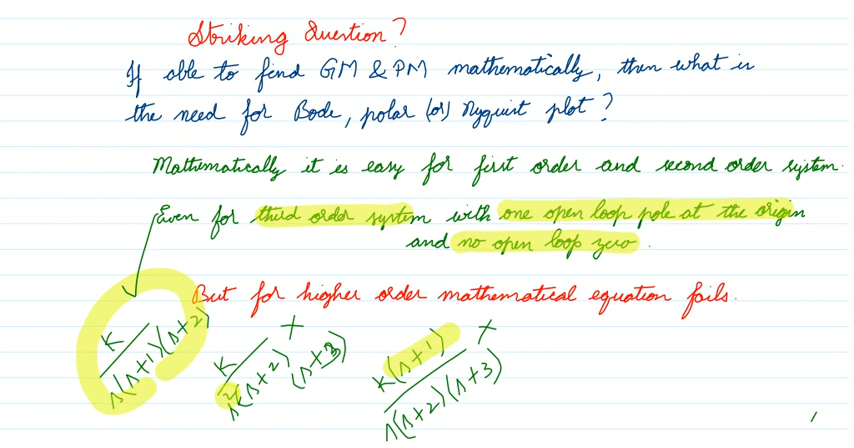 Striking Question?
If able to find GM & PM mathematically, then what is
the need for Bode, polar (or) Nyquist plot?
Mathematically it is easy for first order and second order system.
Even for third order system with one open loop pole at the origin
and no open loop zero.
But for higher order mathematical equation fails.
K / s(s+1)(s+2)
K / s²(s+2)(s+3) X
K(s+1) / s(s+2)(s+3) X